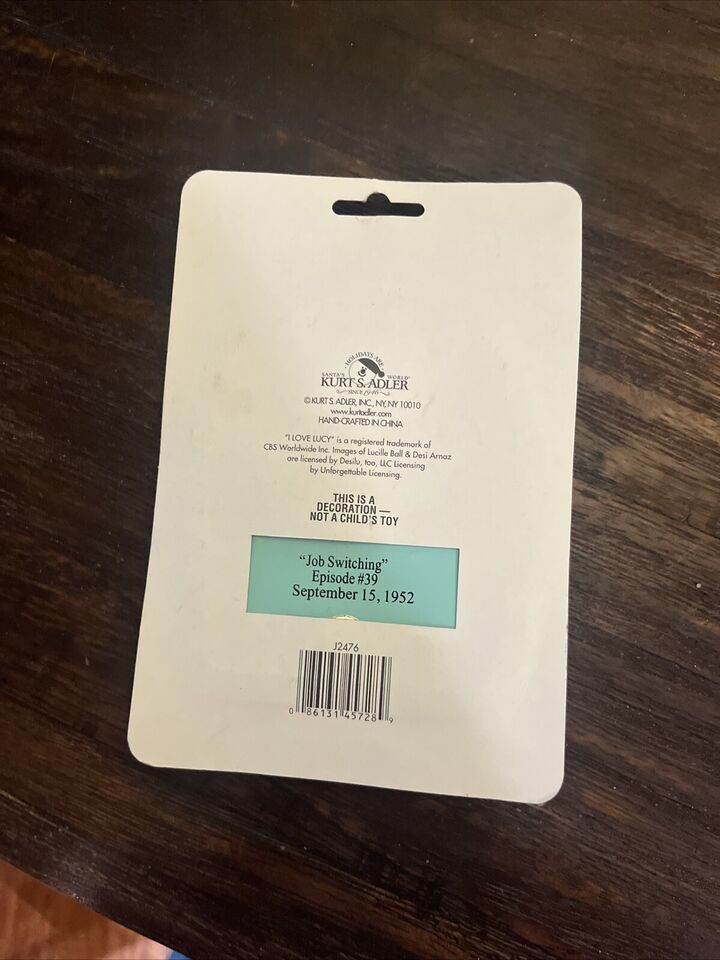 HOLIDAYS ARE
SANTA'S WORLD®
KURT S. ADLER
SINCE 1946
© KURT S. ADLER, INC., NY, NY 10010
www.kurtadler.com
HAND-CRAFTED IN CHINA
"I LOVE LUCY" is a registered trademark of
CBS Worldwide Inc. Images of Lucille Ball & Desi Arnaz
are licensed by Desilu, too, LLC Licensing
by Unforgettable Licensing.
THIS IS A
DECORATION —
NOT A CHILD'S TOY
"Job Switching"
Episode #39
September 15, 1952
J2476
0 86131 45728 9